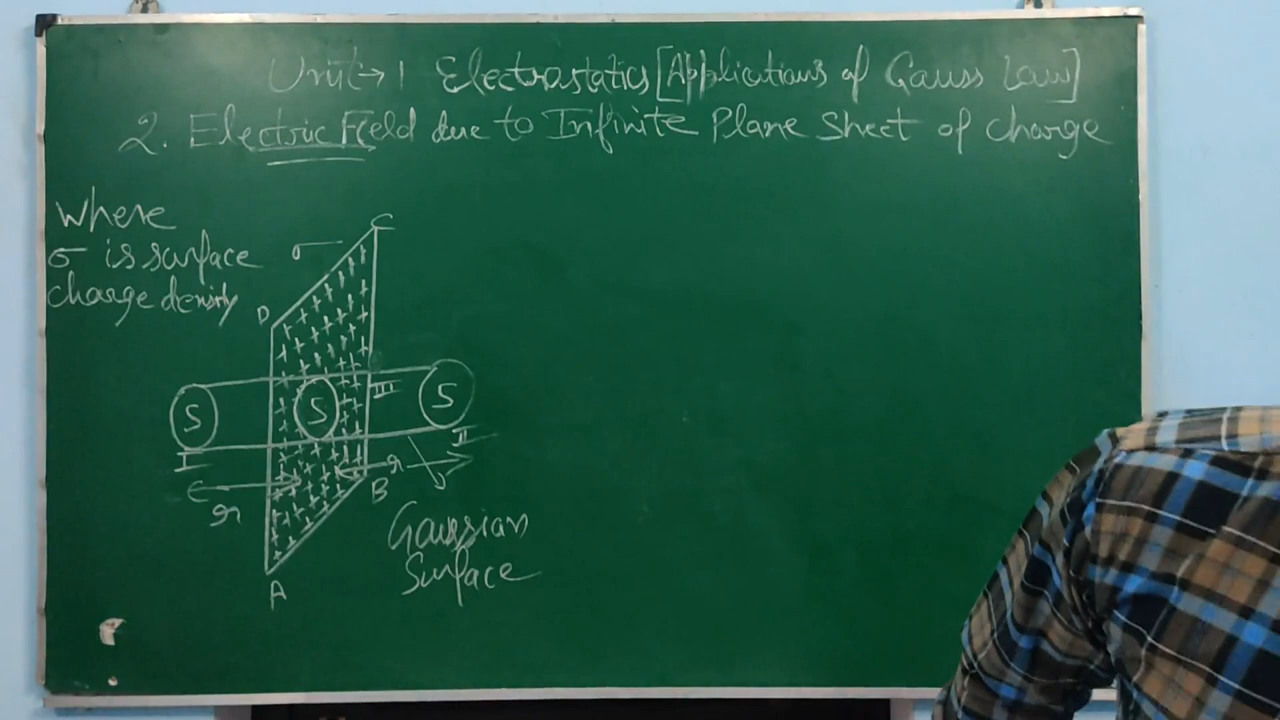 Unit→1 Electrostatics [Applications of Gauss Law]
2. Electric Field due to Infinite Plane Sheet of charge
Where
σ is surface
charge density
C
σ
D
III
S
S
S
II
I
r
r
B
Gaussian
Surface
A